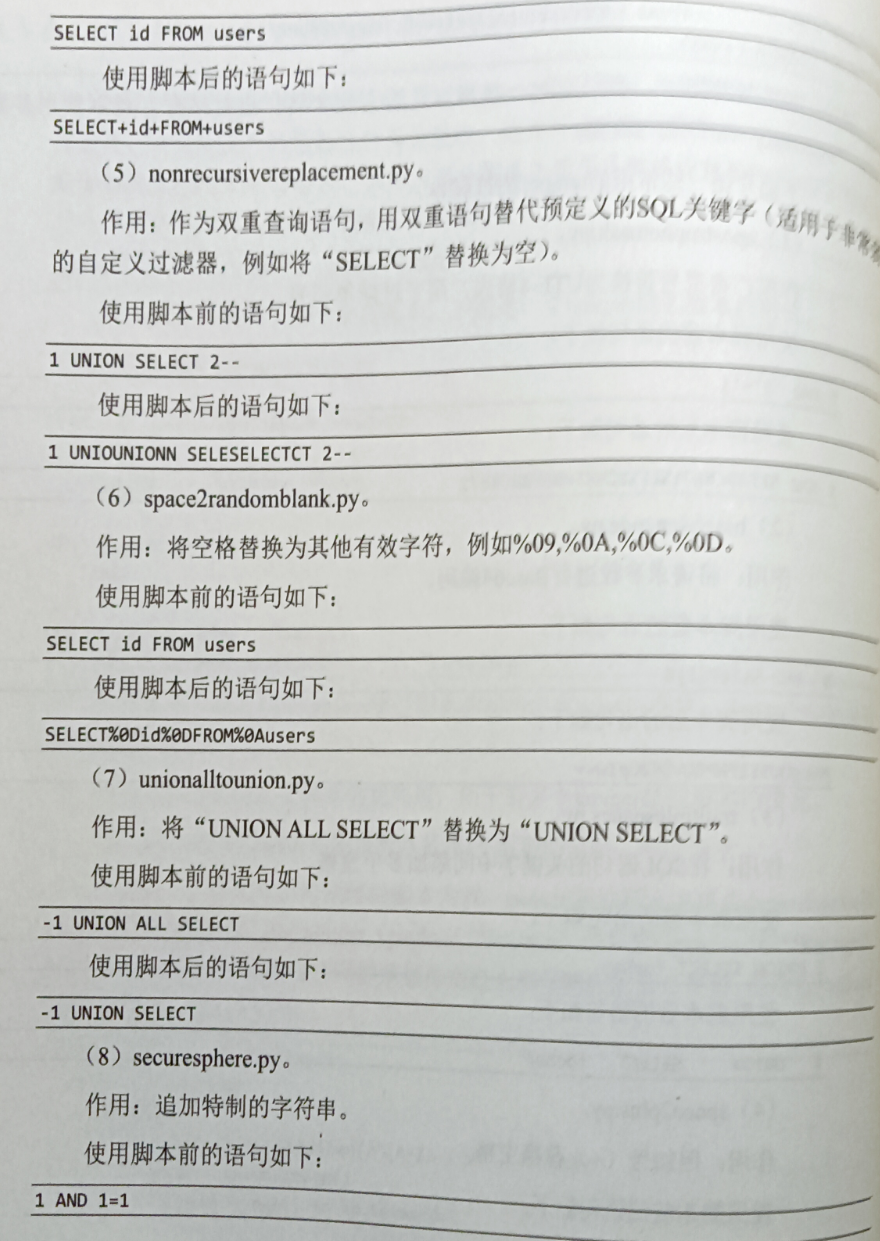 SELECT id FROM users
使用脚本后的语句如下：
SELECT+id+FROM+users
（5）nonrecursivereplacement.py。
作用：作为双重查询语句，用双重语句替代预定义的SQL关键字（适用于非常
的自定义过滤器，例如将“SELECT”替换为空）。
使用脚本前的语句如下：
1 UNION SELECT 2--
使用脚本后的语句如下：
1 UNIOUNIONN SELESELECTCT 2--
（6）space2randomblank.py。
作用：将空格替换为其他有效字符，例如%09,%0A,%0C,%0D。
使用脚本前的语句如下：
SELECT id FROM users
使用脚本后的语句如下：
SELECT%0Did%0DFROM%0Ausers
（7）unionalltounion.py。
作用：将“UNION ALL SELECT”替换为“UNION SELECT”。
使用脚本前的语句如下：
-1 UNION ALL SELECT
使用脚本后的语句如下：
-1 UNION SELECT
（8）securesphere.py。
作用：追加特制的字符串。
使用脚本前的语句如下：
1 AND 1=1